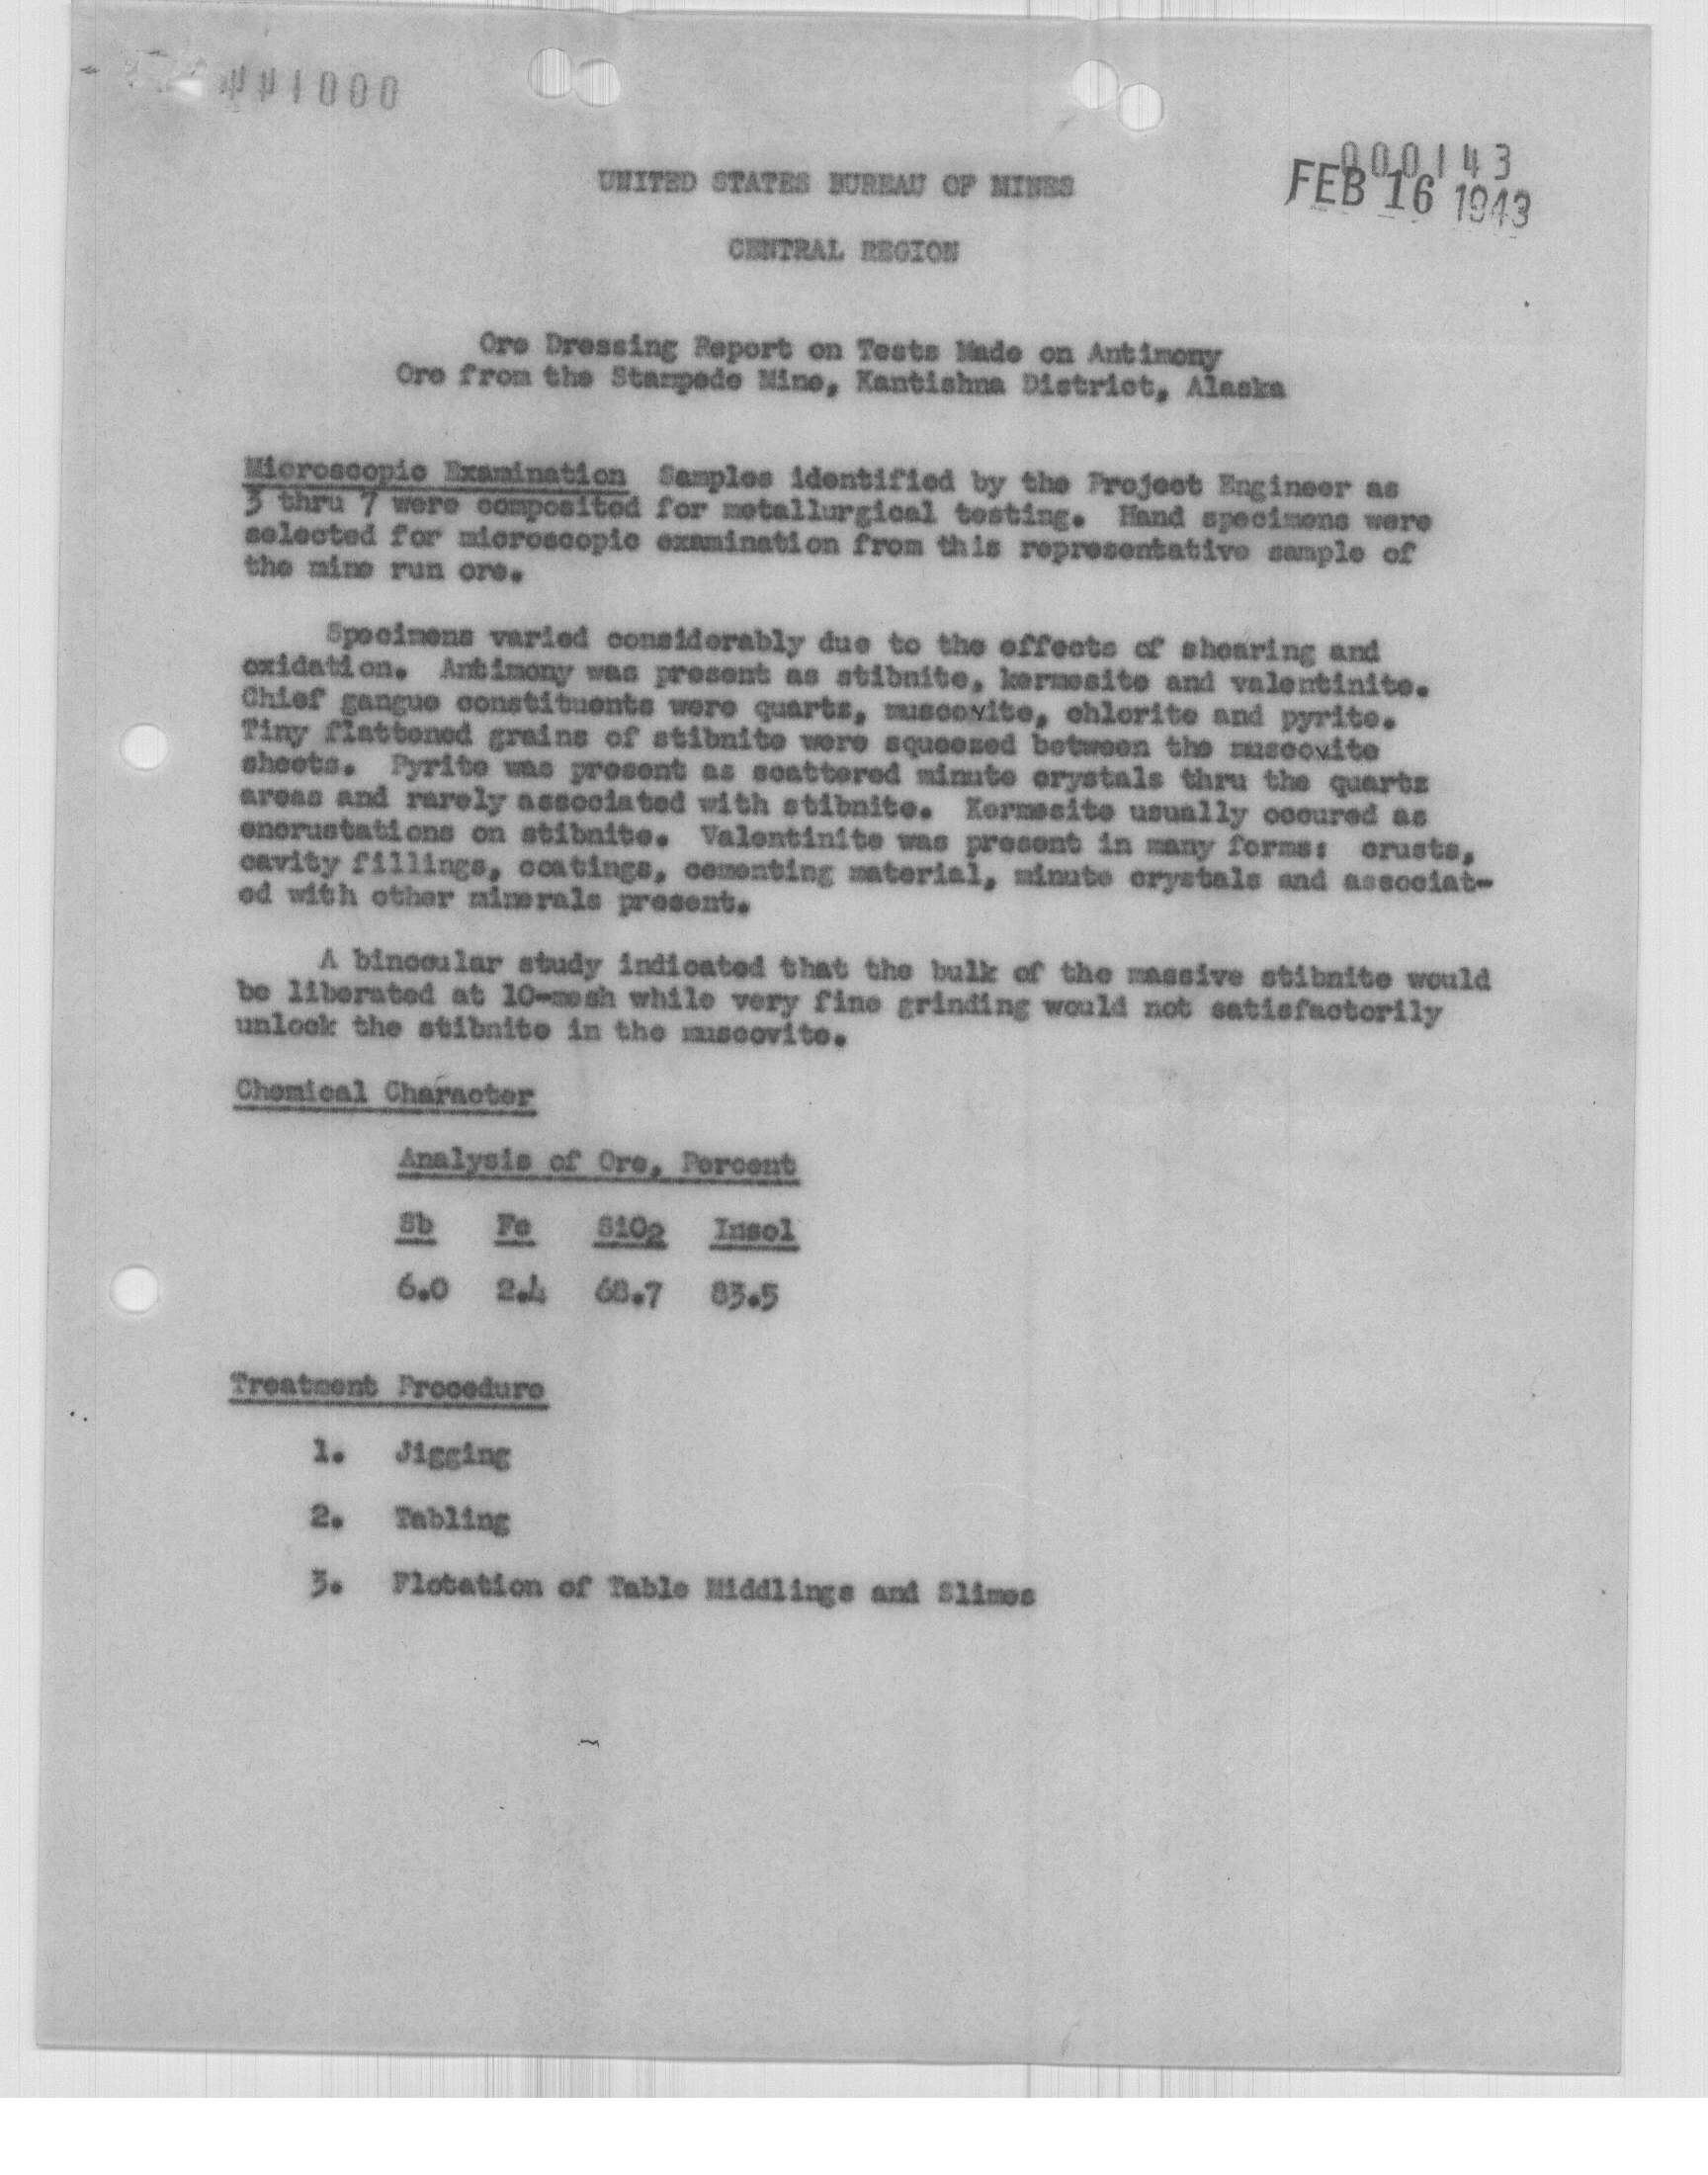 441000
000143
FEB 16 1943
UNITED STATES BUREAU OF MINES
CENTRAL REGION
Ore Dressing Report on Tests Made on Antimony
Ore from the Stampede Mine, Kantishna District, Alaska
Microscopic Examination Samples identified by the Project Engineer as
3 thru 7 were composited for metallurgical testing. Hand specimens were
selected for microscopic examination from this representative sample of
the mine run ore.
Specimens varied considerably due to the effects of shearing and
oxidation. Antimony was present as stibnite, kermesite and valentinite.
Chief gangue constituents were quartz, muscovite, chlorite and pyrite.
Tiny flattened grains of stibnite were squeezed between the muscovite
sheets. Pyrite was present as scattered minute crystals thru the quartz
areas and rarely associated with stibnite. Kermesite usually occured as
encrustations on stibnite. Valentinite was present in many forms: crusts,
cavity fillings, coatings, cementing material, minute crystals and associat-
ed with other minerals present.
A binocular study indicated that the bulk of the massive stibnite would
be liberated at 10-mesh while very fine grinding would not satisfactorily
unlock the stibnite in the muscovite.
Chemical Character
Analysis of Ore, Percent
Sb Fe SiO2 Insol
6.0 2.4 68.7 83.5
Treatment Procedure
1. Jigging
2. Tabling
3. Flotation of Table Middlings and Slimes